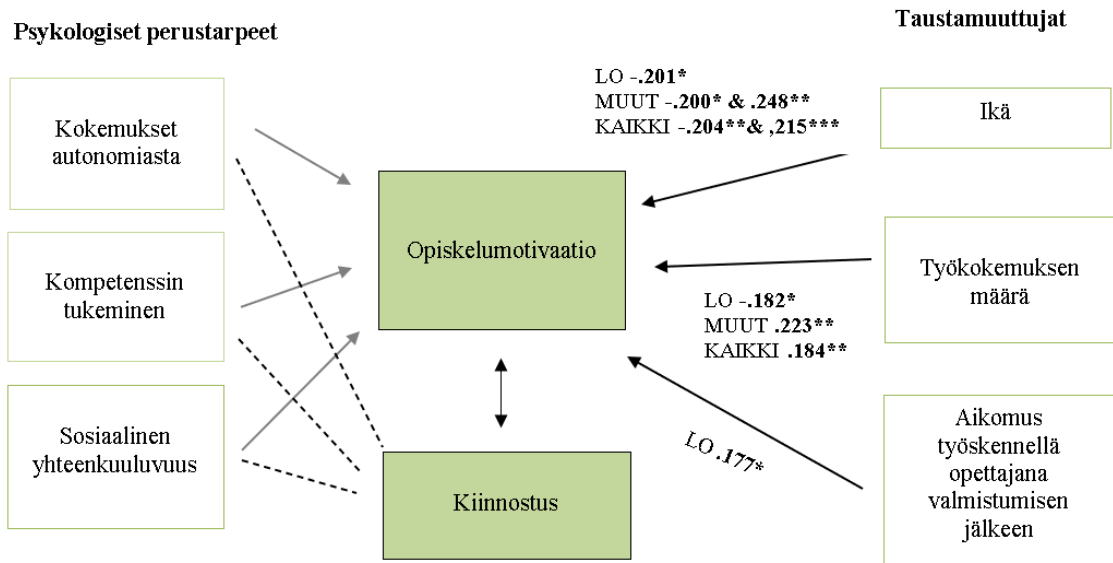 Psykologiset perustarpeet
Taustamuuttujat
Kokemukset
autonomiasta
Kompetenssin
tukeminen
Sosiaalinen
yhteenkuuluvuus
Opiskelumotivaatio
Kiinnostus
LO -.201*
MUUT -.200* & .248**
KAIKKI -.204**& ,215***
Ikä
LO -.182*
MUUT .223**
KAIKKI .184**
Työkokemuksen
määrä
LO .177*
Aikomus
työskennellä
opettajana
valmistumisen
jälkeen